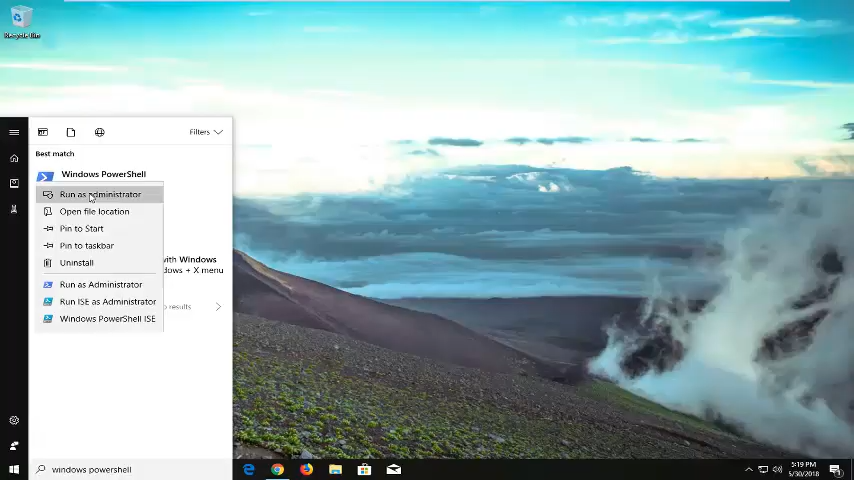 Recycle Bin
Filters
Best match
Windows PowerShell
Run as administrator
Open file location
Pin to Start
Pin to taskbar
Uninstall
with Windows
dows + X menu
Run as Administrator
Run ISE as Administrator
results
Windows PowerShell ISE
windows powershell
5:19 PM
5/30/2018